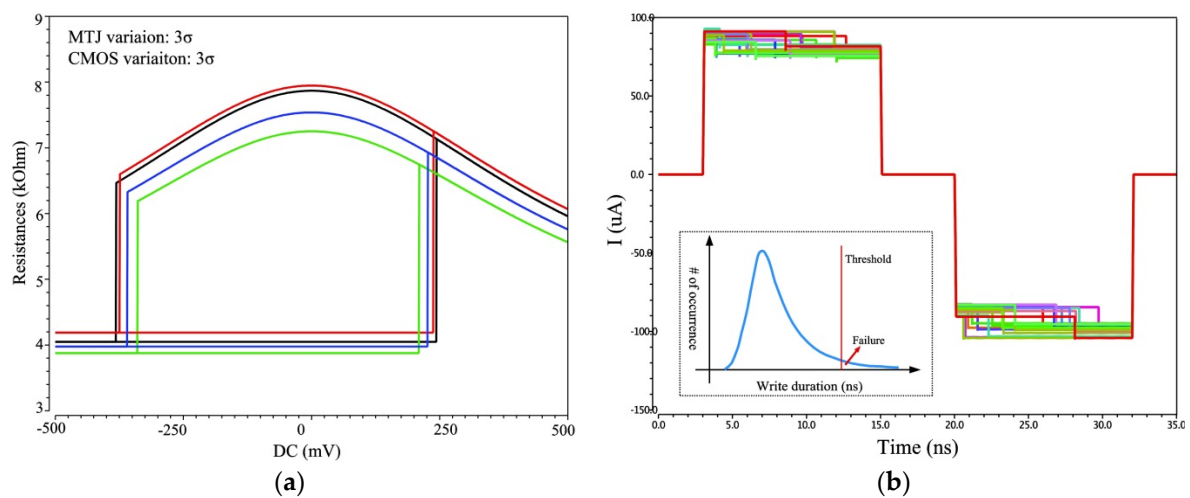 MTJ variation: 3σ
CMOS variaiton: 3σ
Resistances (kOhm)
9
8
7
6
5
4
3
-500
-250
0
250
500
DC (mV)
(a)
I (uA)
100.0
50.0
0.0
-50.0
-100.0
-150.0
0.0
5.0
10.0
15.0
20.0
25.0
30.0
35.0
Time (ns)
# of occurrence
Threshold
Failure
Write duration (ns)
(b)